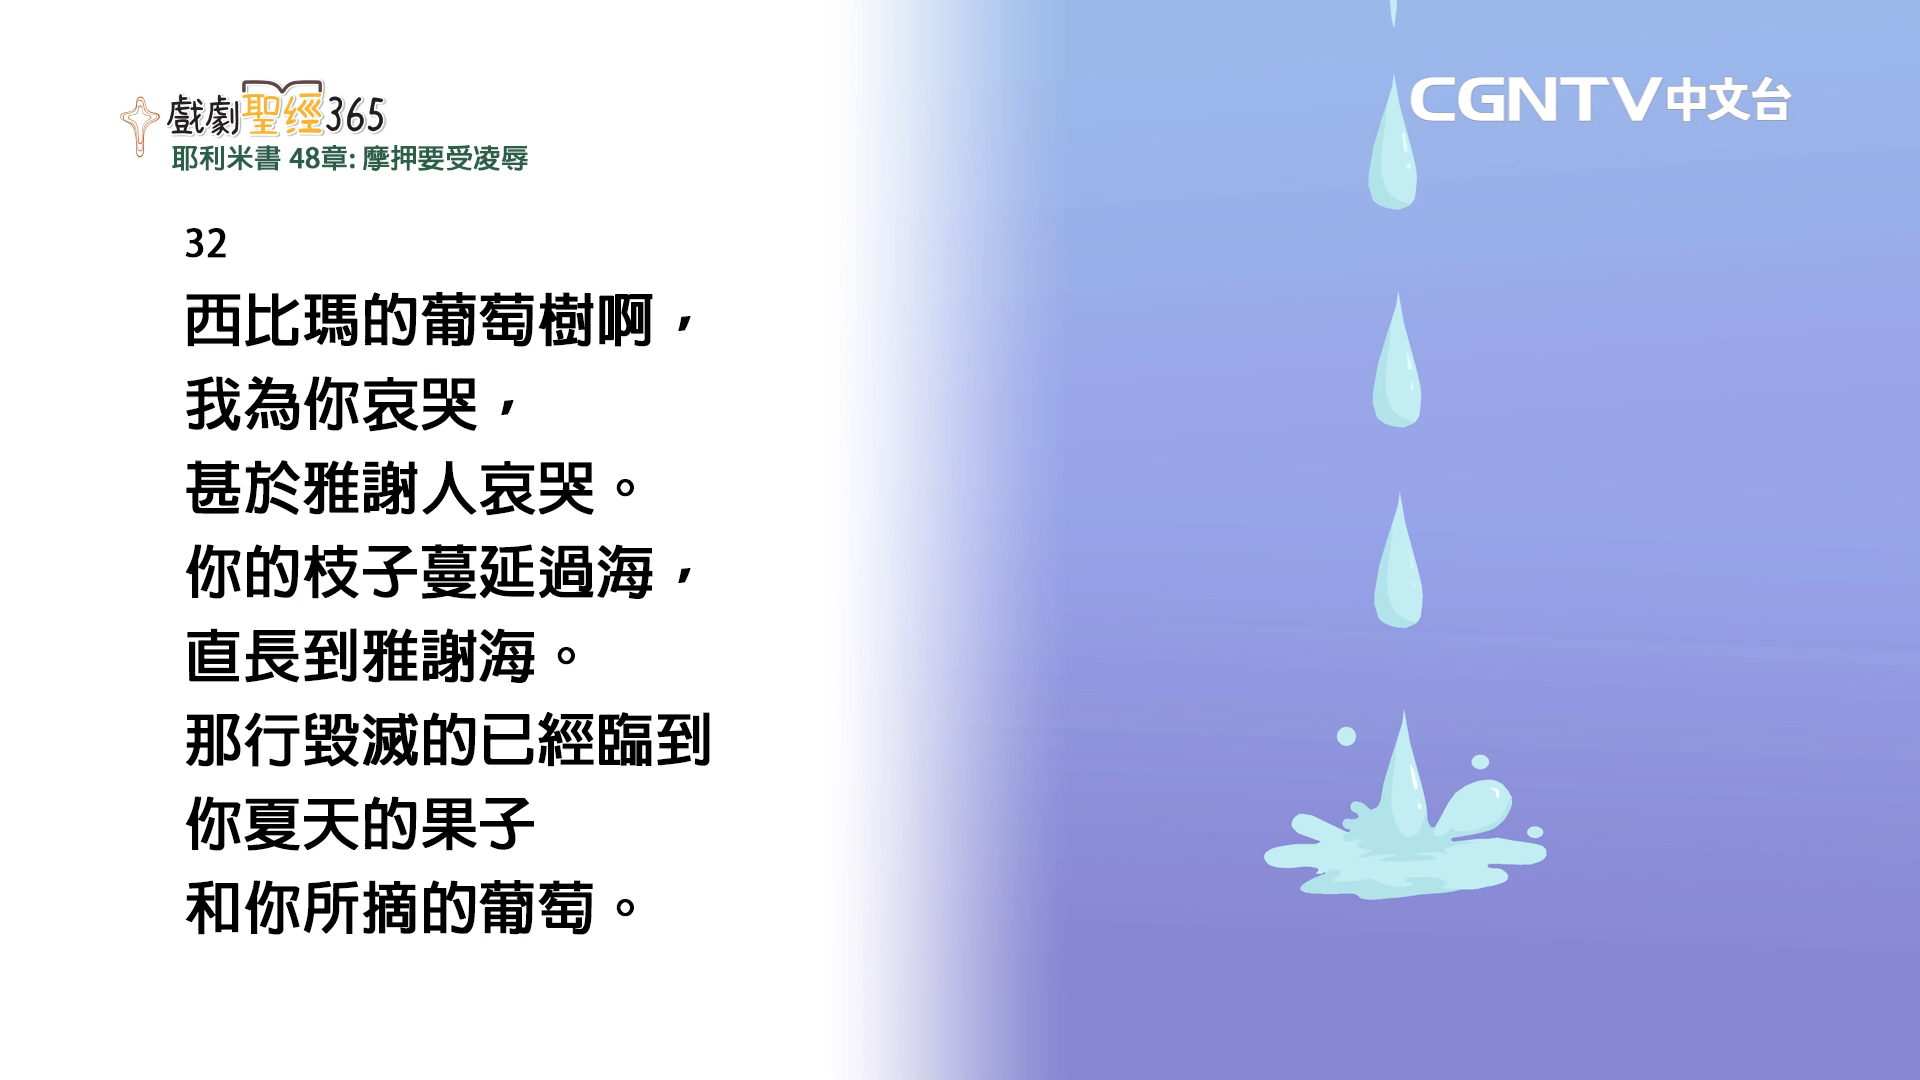 戲劇聖經365
耶利米書 48章: 摩押要受凌辱
CGNTV中文台
32
西比瑪的葡萄樹啊，
我為你哀哭，
甚於雅謝人哀哭。
你的枝子蔓延過海，
直長到雅謝海。
那行毀滅的已經臨到
你夏天的果子
和你所摘的葡萄。